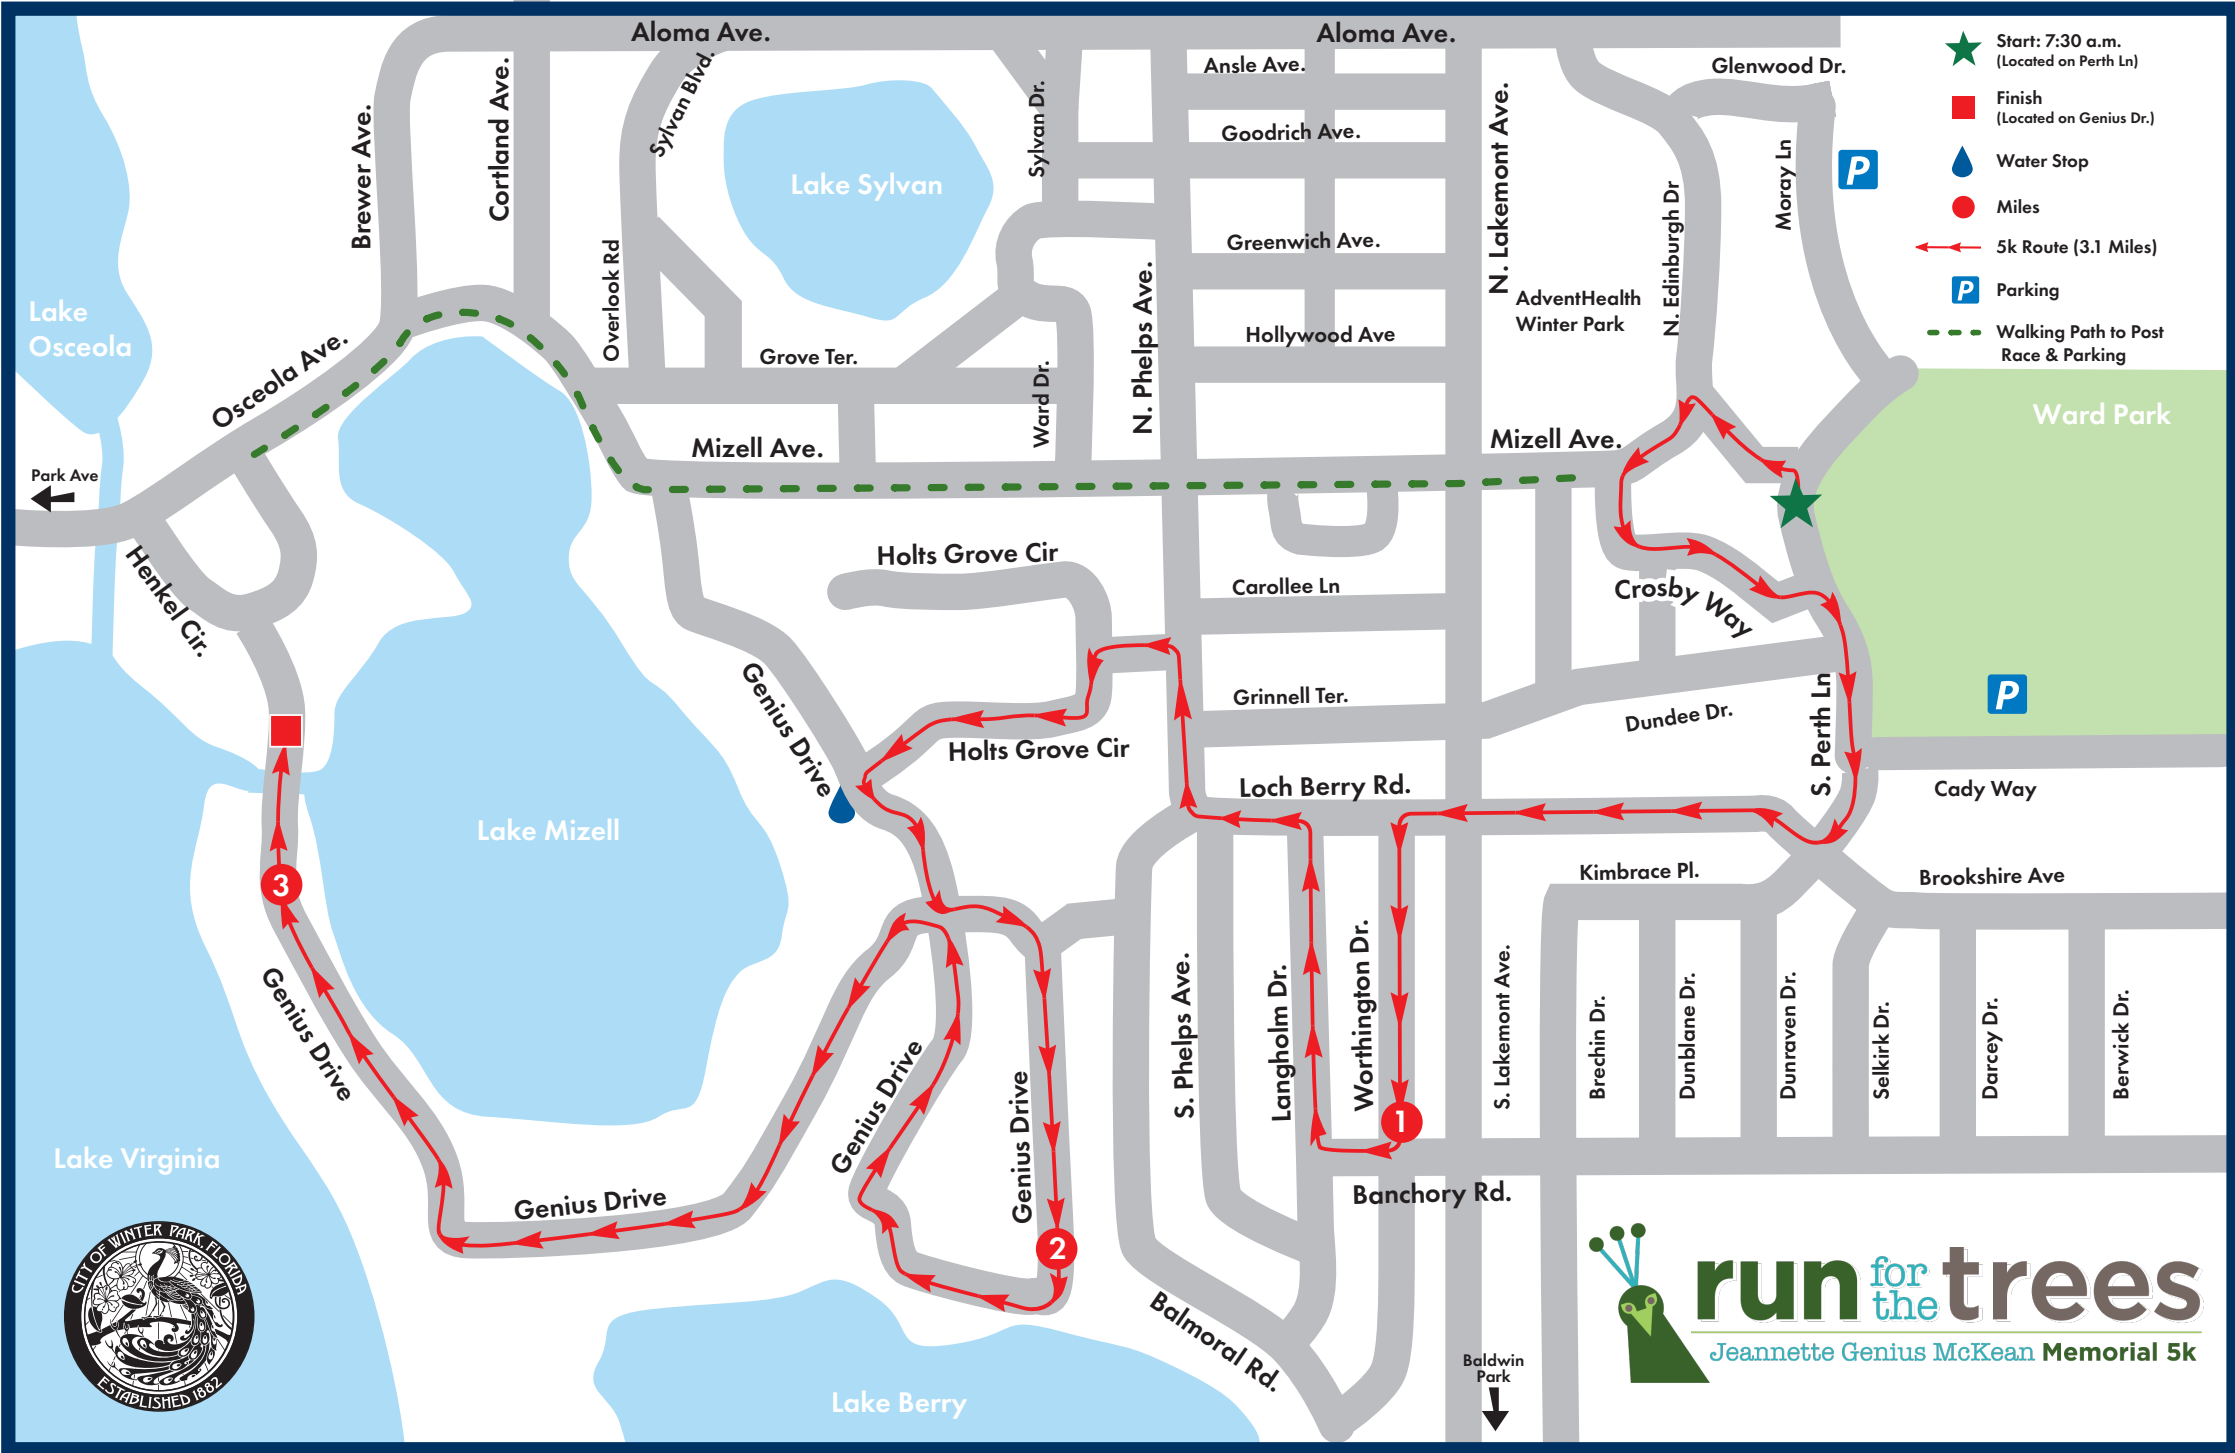 Aloma Ave.
Aloma Ave.
Start: 7:30 a.m.
(Located on Perth Ln)
Finish
(Located on Genius Dr.)
Water Stop
Miles
5k Route (3.1 Miles)
P
Parking
Walking Path to Post
Race & Parking
Ansle Ave.
Glenwood Dr.
Brewer Ave.
Cortland Ave.
Sylvan Blvd.
Sylvan Dr.
Goodrich Ave.
N. Lakemont Ave.
Moray Ln
P
Lake Sylvan
Greenwich Ave.
N. Edinburgh Dr
AdventHealth
Winter Park
Lake
Osceola
Overlook Rd
N. Phelps Ave.
Hollywood Ave
Grove Ter.
Ward Dr.
Osceola Ave.
Ward Park
Mizell Ave.
Mizell Ave.
Park Ave
Holts Grove Cir
Henkel Cir.
Carollee Ln
Crosby Way
Genius Drive
Grinnell Ter.
Dundee Dr.
S. Perth Ln
P
Holts Grove Cir
Loch Berry Rd.
Cady Way
Lake Mizell
Kimbrace Pl.
Brookshire Ave
3
Genius Drive
S. Phelps Ave.
Langholm Dr.
Worthington Dr.
S. Lakemont Ave.
Brechin Dr.
Dunblane Dr.
Dunraven Dr.
Selkirk Dr.
Darcey Dr.
Berwick Dr.
Genius Drive
Genius Drive
1
Lake Virginia
Genius Drive
Banchory Rd.
2
CITY OF WINTER PARK, FLORIDA
ESTABLISHED 1882
Balmoral Rd.
run for the trees
Jeannette Genius McKean Memorial 5k
Baldwin
Park
Lake Berry